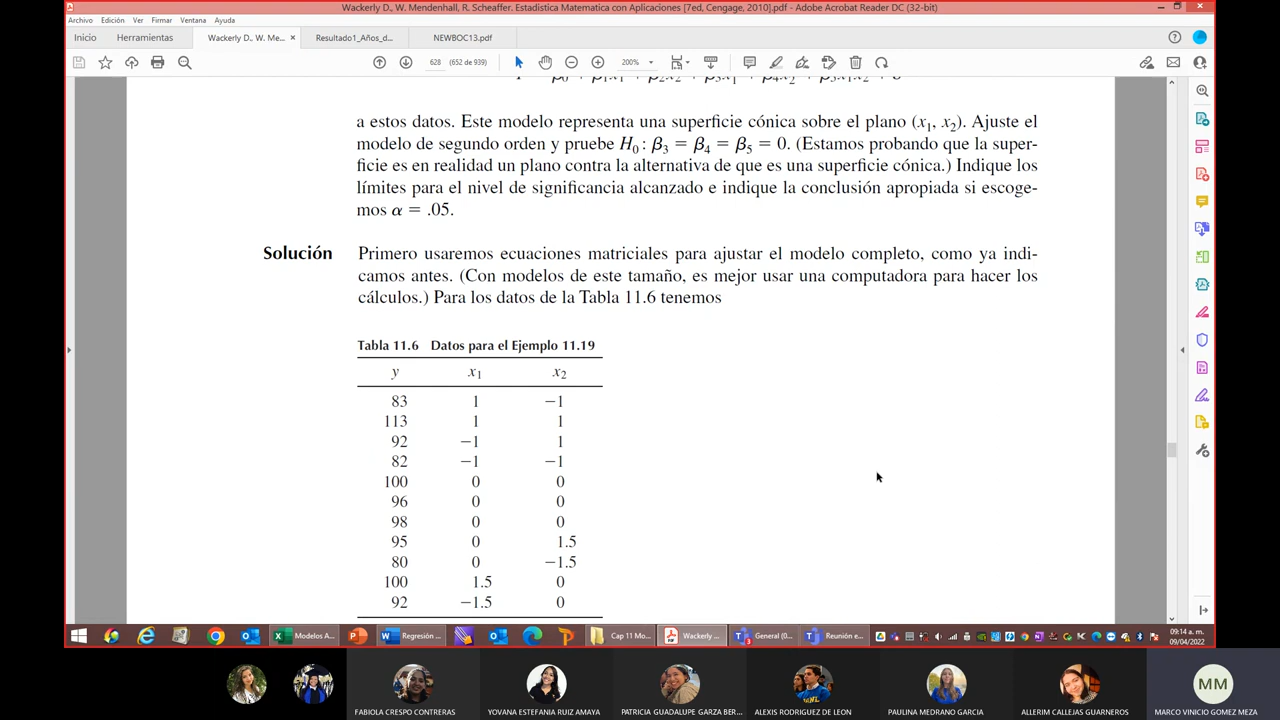 Wackerly D., W. Mendenhall, R. Scheaffer. Estadistica Matematica con Aplicaciones [7ed, Cengage, 2010].pdf - Adobe Acrobat Reader DC (32-bit)
Archivo Edición Ver Firmar Ventana Ayuda
Inicio Herramientas Wackerly D., W. Me... × Resultado1_Años_d... NEWBOC13.pdf
628 (652 de 939) 200%
a estos datos. Este modelo representa una superficie cónica sobre el plano (x₁, x₂). Ajuste el
modelo de segundo orden y pruebe H₀: β₃ = β₄ = β₅ = 0. (Estamos probando que la super-
ficie es en realidad un plano contra la alternativa de que es una superficie cónica.) Indique los
límites para el nivel de significancia alcanzado e indique la conclusión apropiada si escoge-
mos α = .05.
Solución Primero usaremos ecuaciones matriciales para ajustar el modelo completo, como ya indi-
camos antes. (Con modelos de este tamaño, es mejor usar una computadora para hacer los
cálculos.) Para los datos de la Tabla 11.6 tenemos
Tabla 11.6 Datos para el Ejemplo 11.19
y x₁ x₂
83 1 −1
113 1 1
92 −1 1
82 −1 −1
100 0 0
96 0 0
98 0 0
95 0 1.5
80 0 −1.5
100 1.5 0
92 −1.5 0
Modelos A... Regresión ... Cap 11 Mo... Wackerly ... General (0... Reunión e...
09:14 a. m.
09/04/2022
MM
FABIOLA CRESPO CONTRERAS YOVANA ESTEFANIA RUIZ AMAYA PATRICIA GUADALUPE GARZA BER... ALEXIS RODRIGUEZ DE LEON PAULINA MEDRANO GARCIA ALLERIM CALLEJAS GUARNEROS MARCO VINICIO GOMEZ MEZA